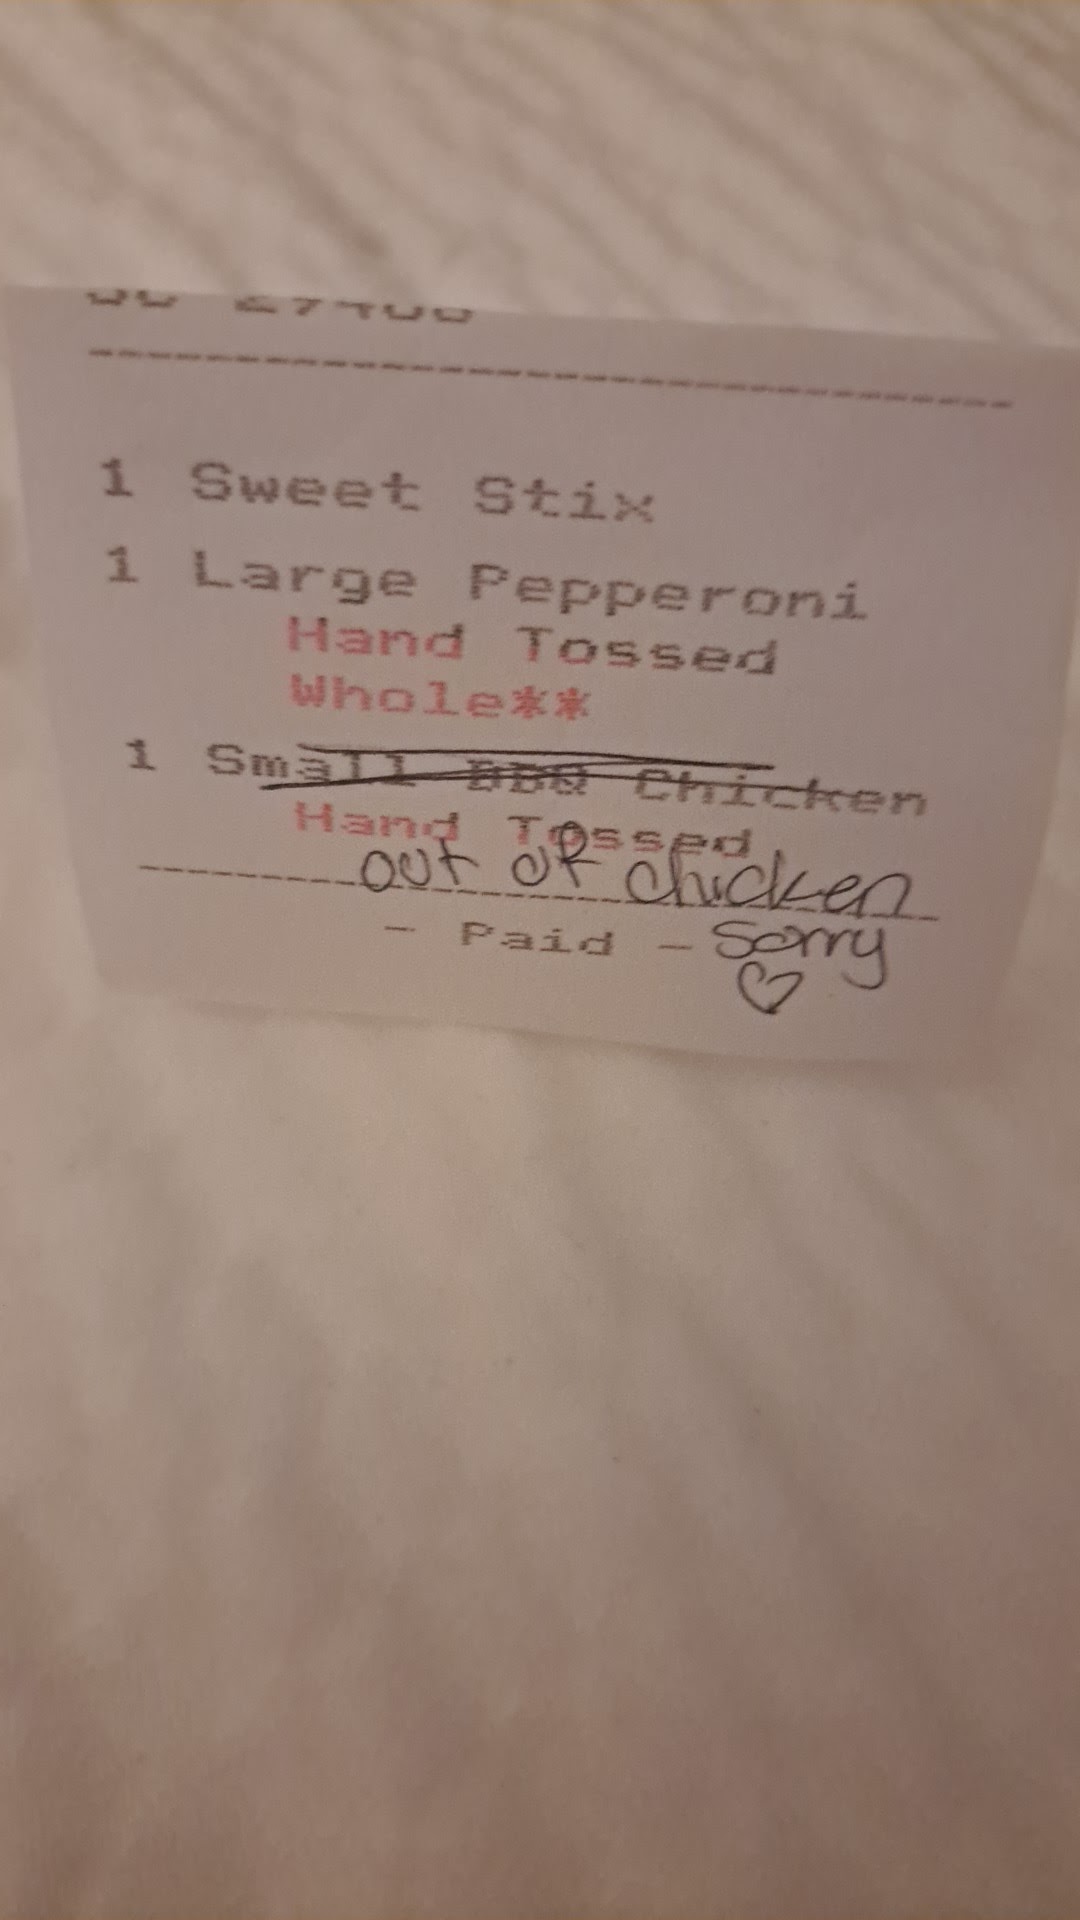 1 Sweet Stix
1 Large Pepperoni
Hand Tossed
Whole**
1 Small BBQ Chicken
Hand Tossed
out of chicken
- Paid - Sorry ♡